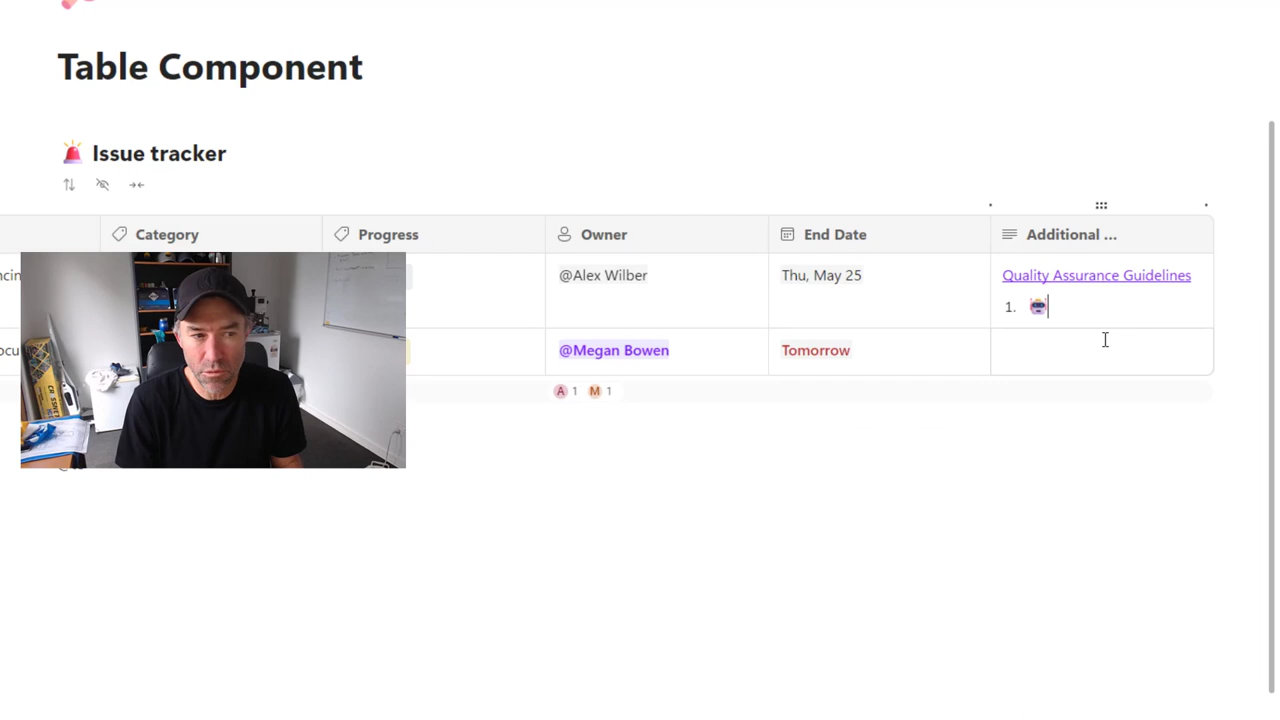 Table Component
Issue tracker
Category Progress Owner End Date Additional ...
@Alex Wilber Thu, May 25 Quality Assurance Guidelines
1.
@Megan Bowen Tomorrow
A 1 M 1